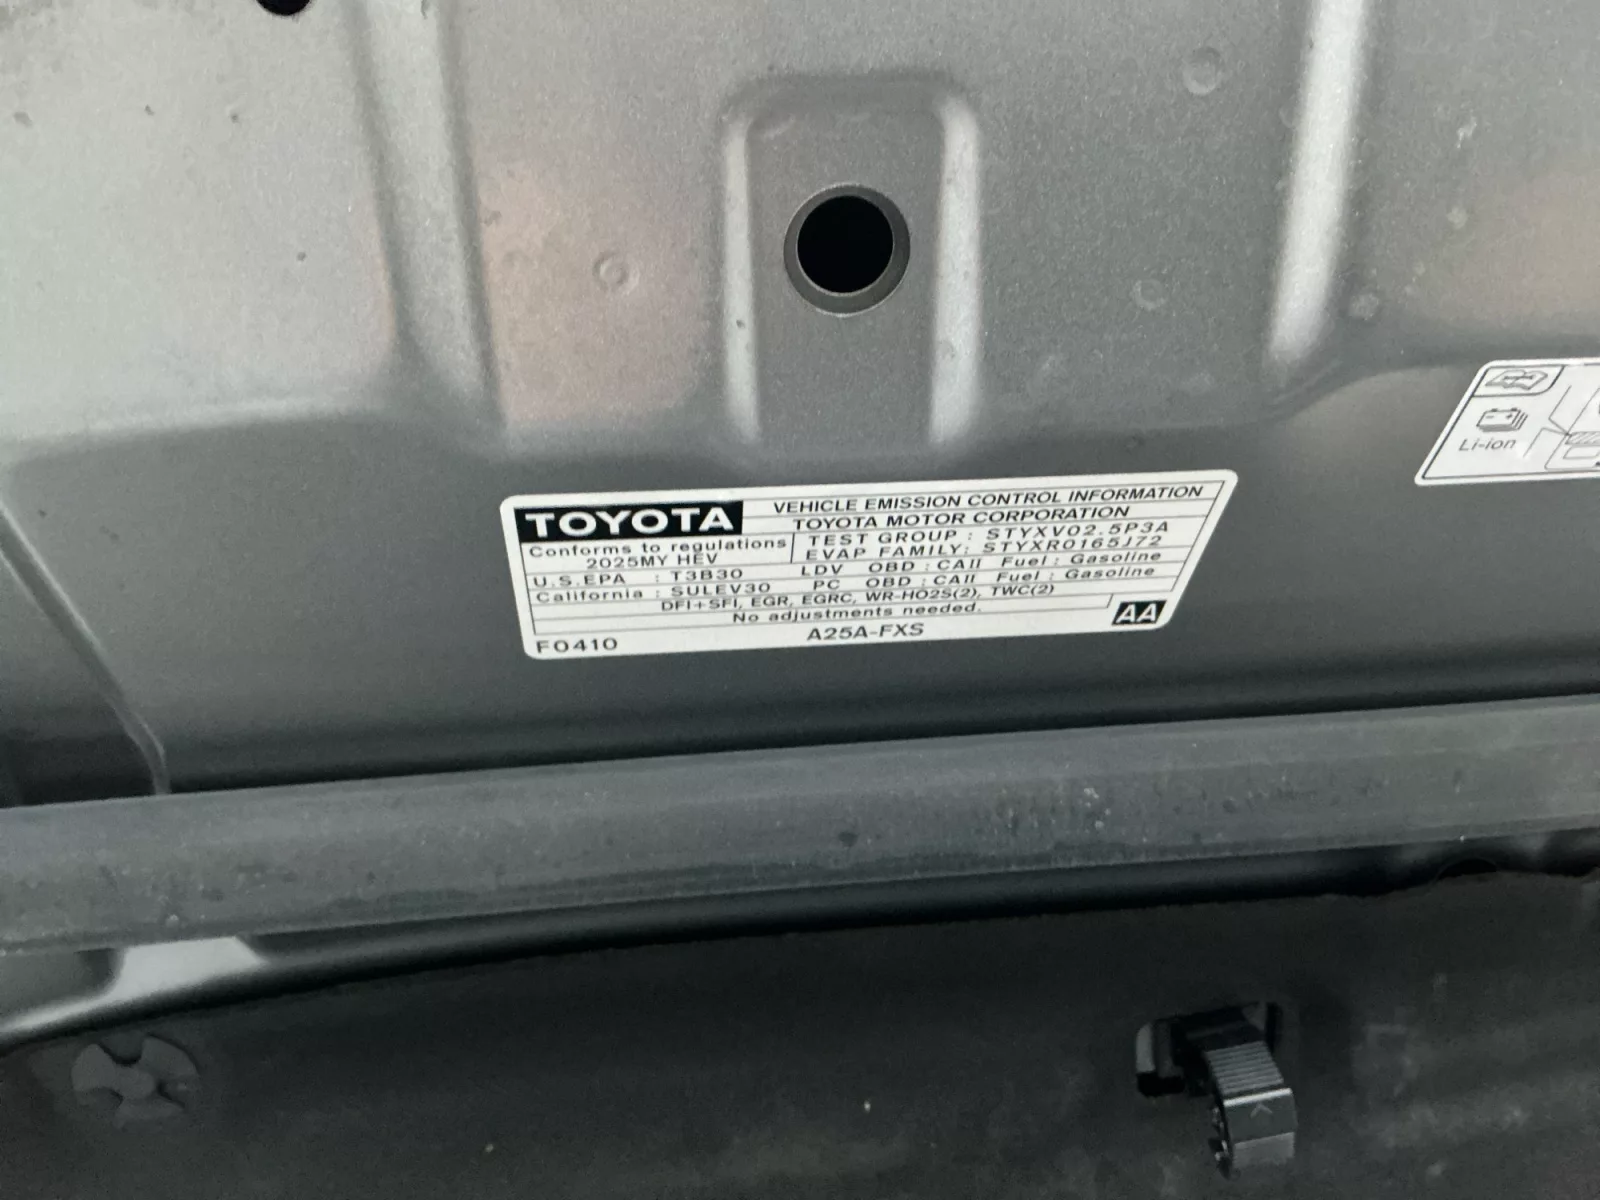 TOYOTA
VEHICLE EMISSION CONTROL INFORMATION
TOYOTA MOTOR CORPORATION
Conforms to regulations
2025MY HEV
TEST GROUP : STYXV02.5P3A
EVAP FAMILY: STYXR0165J72
U.S.EPA : T3B30 LDV OBD : CAII Fuel : Gasoline
California : SULEV30 PC OBD : CAII Fuel : Gasoline
DFI+SFI, EGR, EGRC, WR-HO2S(2), TWC(2)
No adjustments needed.
AA
F0410
A25A-FXS
Li-ion